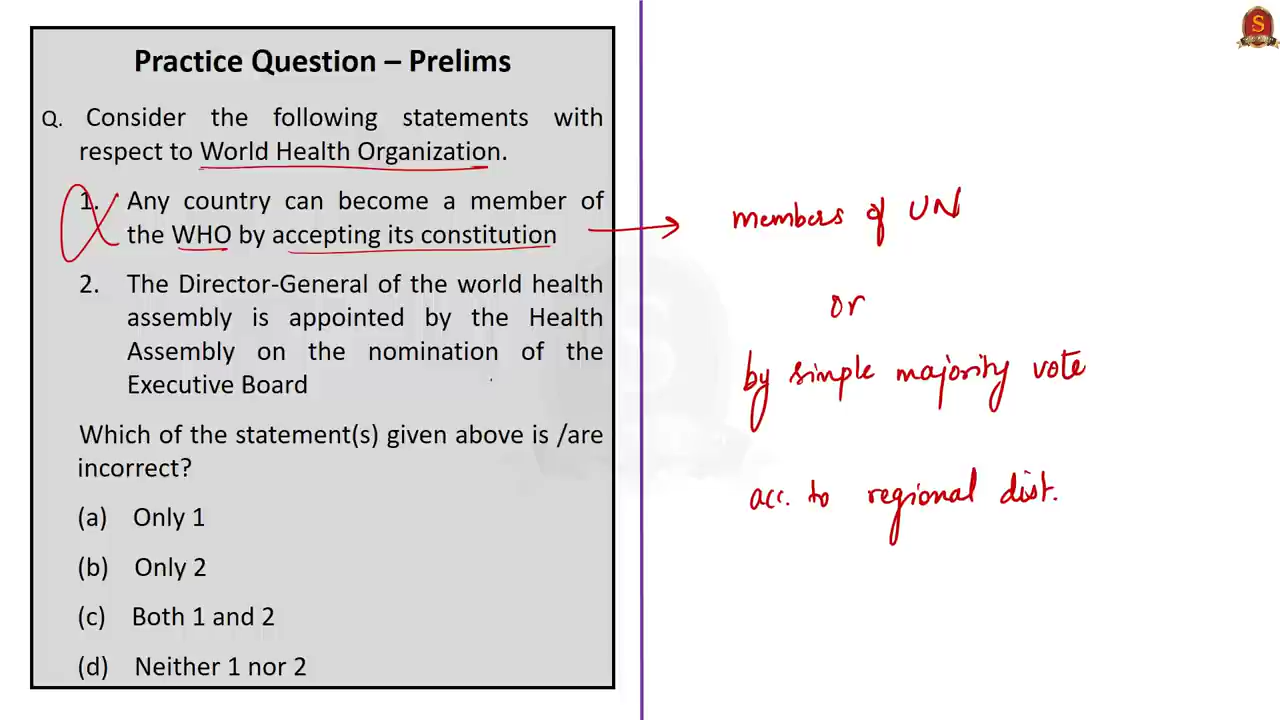 Practice Question – Prelims
Q. Consider the following statements with
respect to World Health Organization.
1. Any country can become a member of
the WHO by accepting its constitution
2. The Director-General of the world health
assembly is appointed by the Health
Assembly on the nomination of the
Executive Board
Which of the statement(s) given above is /are
incorrect?
(a) Only 1
(b) Only 2
(c) Both 1 and 2
(d) Neither 1 nor 2
members of UN
or
by simple majority vote
acc. to regional dist.
S